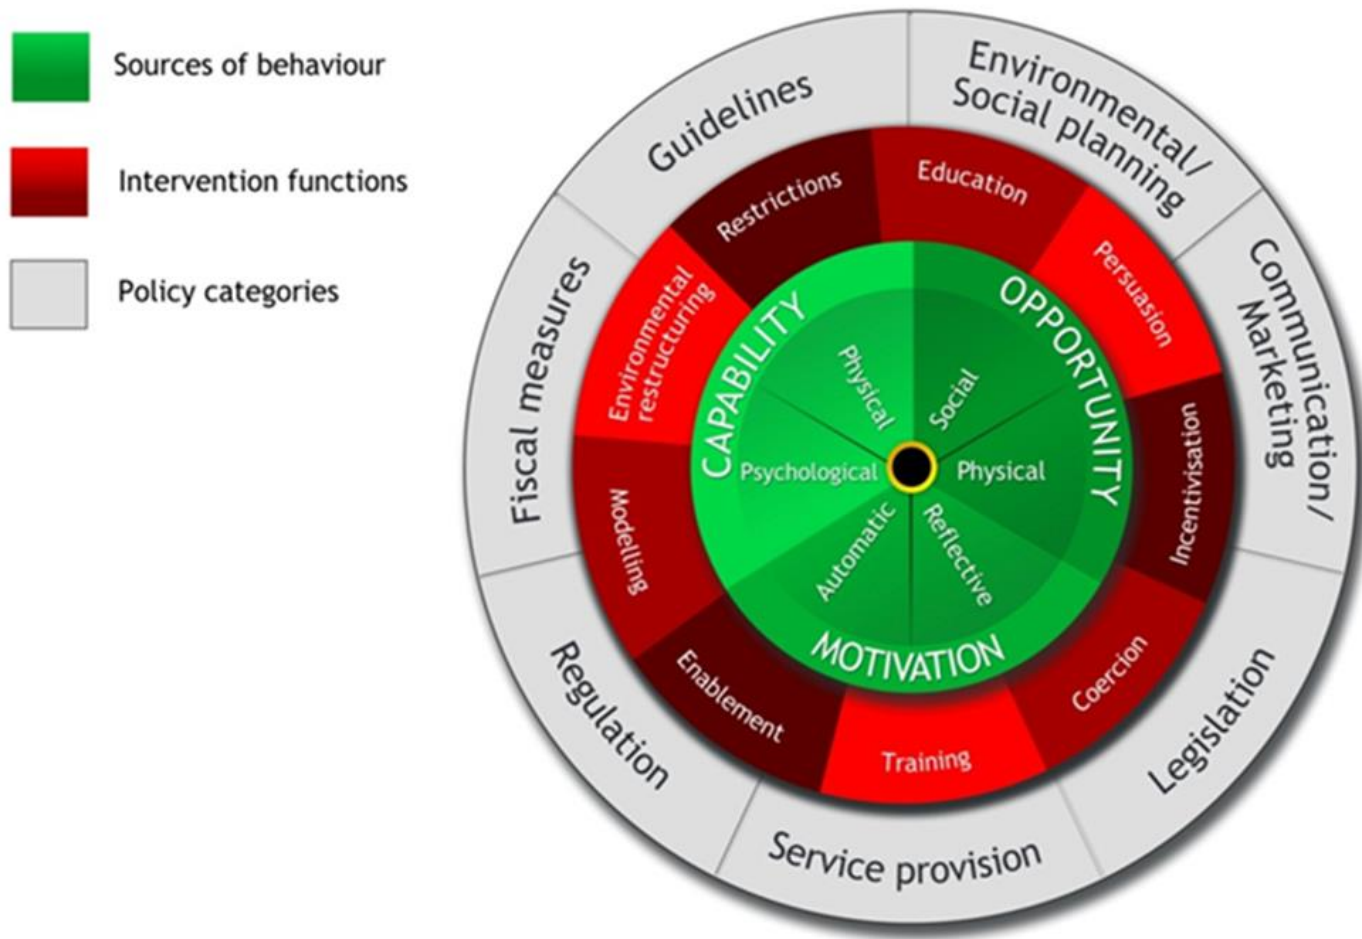 Sources of behaviour
Intervention functions
Policy categories
Guidelines
Environmental/
Social planning
Communication/
Marketing
Legislation
Service provision
Regulation
Fiscal measures
Restrictions
Education
Persuasion
Incentivisation
Coercion
Training
Enablement
Modelling
Environmental
restructuring
CAPABILITY
OPPORTUNITY
MOTIVATION
Physical
Social
Psychological
Physical
Automatic
Reflective